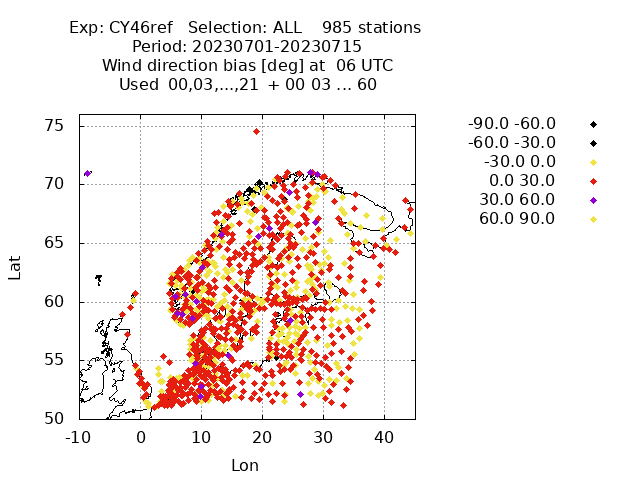 Exp: CY46ref   Selection: ALL    985 stations
Period: 20230701-20230715
Wind direction bias [deg] at  06 UTC
Used  00,03,...,21  + 00 03 ... 60
-90.0 -60.0
-60.0 -30.0
-30.0 0.0
0.0 30.0
30.0 60.0
60.0 90.0
75
70
65
60
55
50
Lat
-10 0 10 20 30 40
Lon